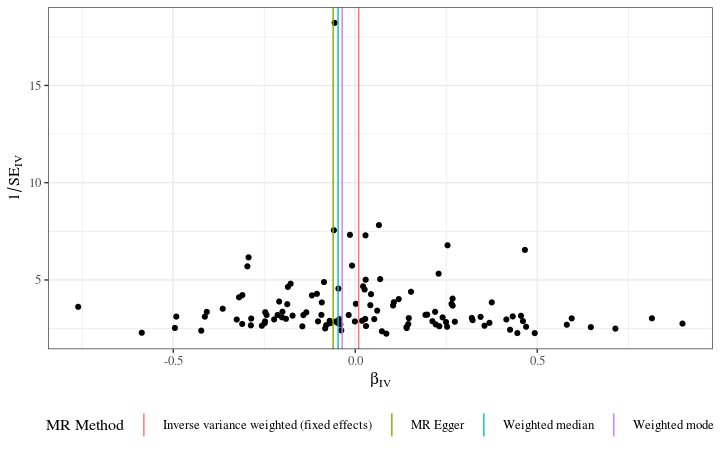 15
10
5
1/SE_IV
-0.5 0.0 0.5
β_IV
MR Method Inverse variance weighted (fixed effects) MR Egger Weighted median Weighted mode